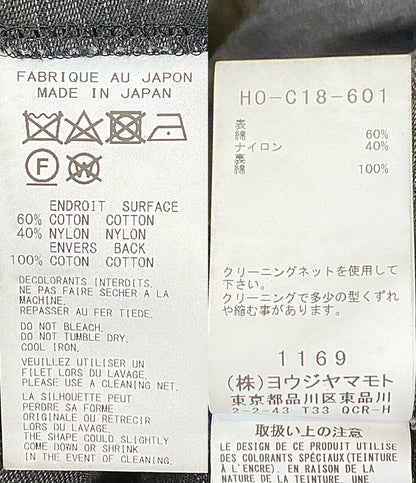 FABRIQUE AU JAPON
MADE IN JAPAN
F
W
ENDROIT SURFACE
60% COTON COTTON
40% NYLON NYLON
ENVERS BACK
100% COTON COTTON
DECOLORANTS INTERDITS.
NE PAS FAIRE SECHER A LA
MACHINE.
REPASSER AU FER TIEDE.
DO NOT BLEACH.
DO NOT TUMBLE DRY.
COOL IRON.
VEUILLEZ UTILISER UN
FILET LORS DU LAVAGE.
PLEASE USE A CLEANING NET.
LA SILHOUETTE PEUT
PERDRE SA FORME
ORIGINALE OU RETRECIR
LORS DU LAVAGE.
THE SHAPE COULD SLIGHTLY
COME DOWN OR SHRINK
IN THE EVENT OF CLEANING.
HO-C18-601
表
綿 60%
ナイロン 40%
裏
綿 100%
クリーニングネットを使用して
下さい。
クリーニングで多少の型くずれ
や縮む事があります。
1169
(株)ヨウジヤマモト
東京都品川区東品川
2-2-43 T33 QCR-H
取扱い上の注意
LE DESIGN DE CE PRODUIT UTILISE
DES COLORANTS SPÉCIAUX(TEINTURE
À L'ENCRE). EN RAISON DE LA
NATURE DE LA TEINTURE, UNE